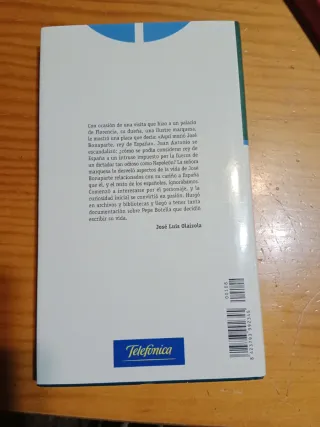 Con ocasión de una visita que hizo a un palacio
de Florencia, su dueña, una ilustre marquesa,
le mostró una placa que decía: «Aquí murió José
Bonaparte, rey de España». Juan Antonio se
escandalizó: ¿cómo se podía considerar rey de
España a un intruso impuesto por la fuerza de
un dictador tan odioso como Napoleón? La señora
marquesa le desveló aspectos de la vida de José
Bonaparte relacionados con su cariño a España
que él, y el resto de los españoles, ignorábamos.
Comenzó a interesarse por el personaje, y la
curiosidad inicial se convirtió en pasión. Hurgó
en archivos y bibliotecas y llegó a tener tanta
documentación sobre Pepe Botella que decidió
escribir su vida.
José Luis Olaizola
Telefónica